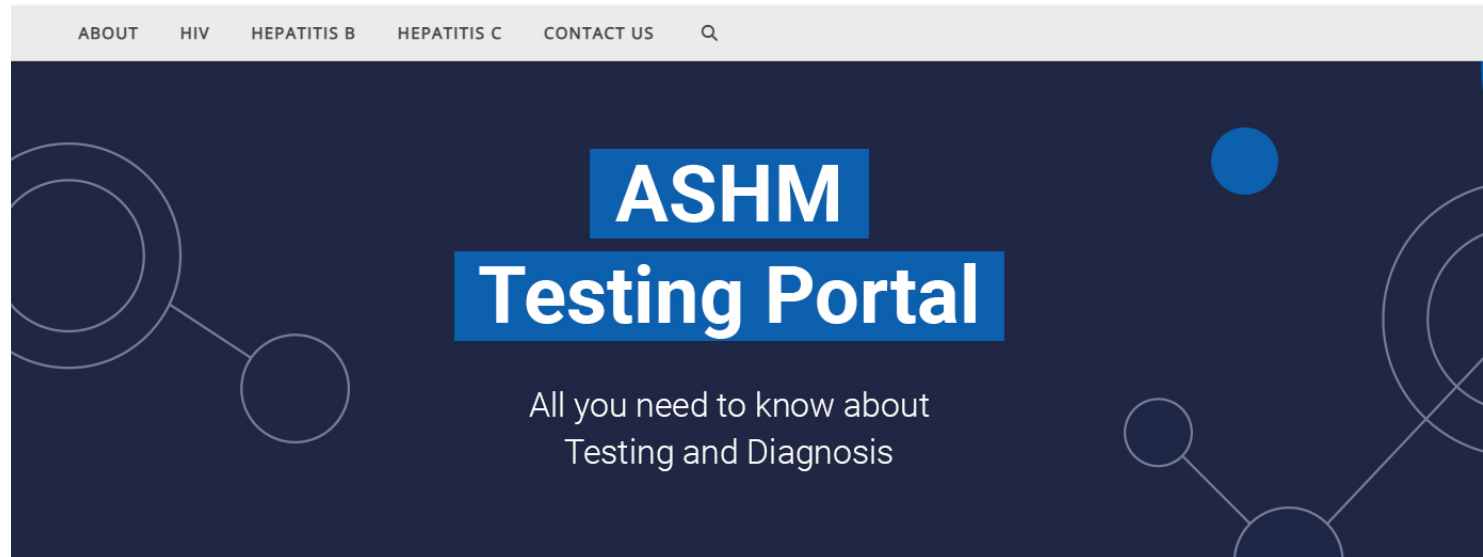 ABOUT HIV HEPATITIS B HEPATITIS C CONTACT US
ASHM
Testing Portal
All you need to know about
Testing and Diagnosis